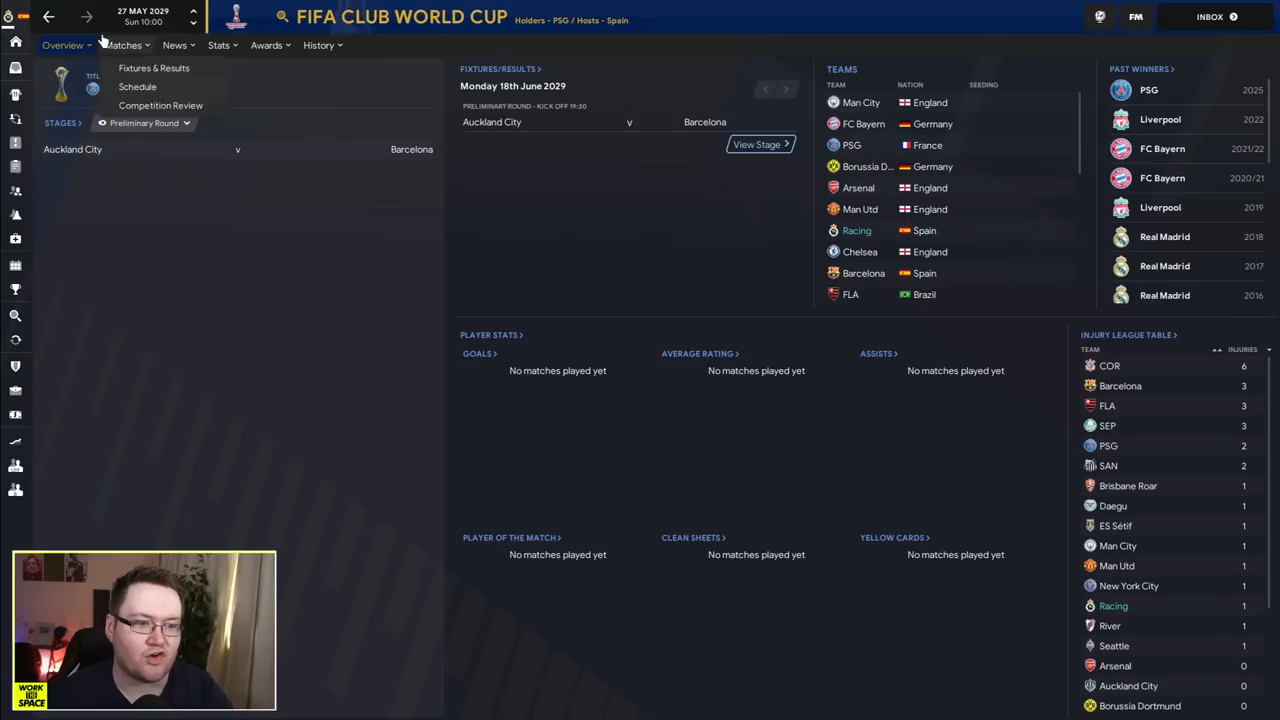 27 MAY 2029
Sun 10:00
FIFA CLUB WORLD CUP
Holders - PSG / Hosts - Spain
FM
INBOX
Overview
Matches
News
Stats
Awards
History
Fixtures & Results
Schedule
Competition Review
TITL
STAGES
Preliminary Round
Auckland City v Barcelona
FIXTURES/RESULTS
Monday 18th June 2029
PRELIMINARY ROUND - KICK OFF 19:30
Auckland City v Barcelona
View Stage
TEAMS
TEAM NATION SEEDING
Man City England
FC Bayern Germany
PSG France
Borussia D... Germany
Arsenal England
Man Utd England
Racing Spain
Chelsea England
Barcelona Spain
FLA Brazil
PAST WINNERS
PSG 2025
Liverpool 2022
FC Bayern 2021/22
FC Bayern 2020/21
Liverpool 2019
Real Madrid 2018
Real Madrid 2017
Real Madrid 2016
PLAYER STATS
GOALS
No matches played yet
AVERAGE RATING
No matches played yet
ASSISTS
No matches played yet
PLAYER OF THE MATCH
No matches played yet
CLEAN SHEETS
No matches played yet
YELLOW CARDS
No matches played yet
INJURY LEAGUE TABLE
TEAM INJURIES
COR 6
Barcelona 3
FLA 3
SEP 3
PSG 2
SAN 2
Brisbane Roar 1
Daegu 1
ES Sétif 1
Man City 1
Man Utd 1
New York City 1
Racing 1
River 1
Seattle 1
Arsenal 0
Auckland City 0
Borussia Dortmund 0
WORK
THE
SPACE